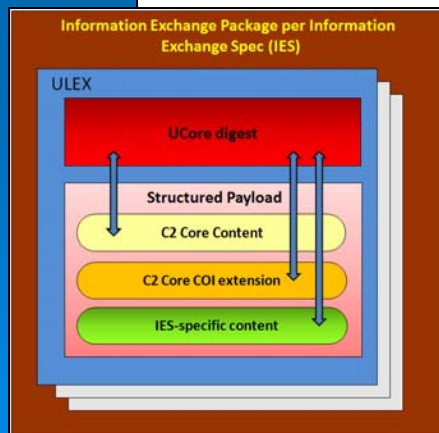 Information Exchange Package per Information
Exchange Spec (IES)
ULEX
UCore digest
Structured Payload
C2 Core Content
C2 Core COI extension
IES-specific content